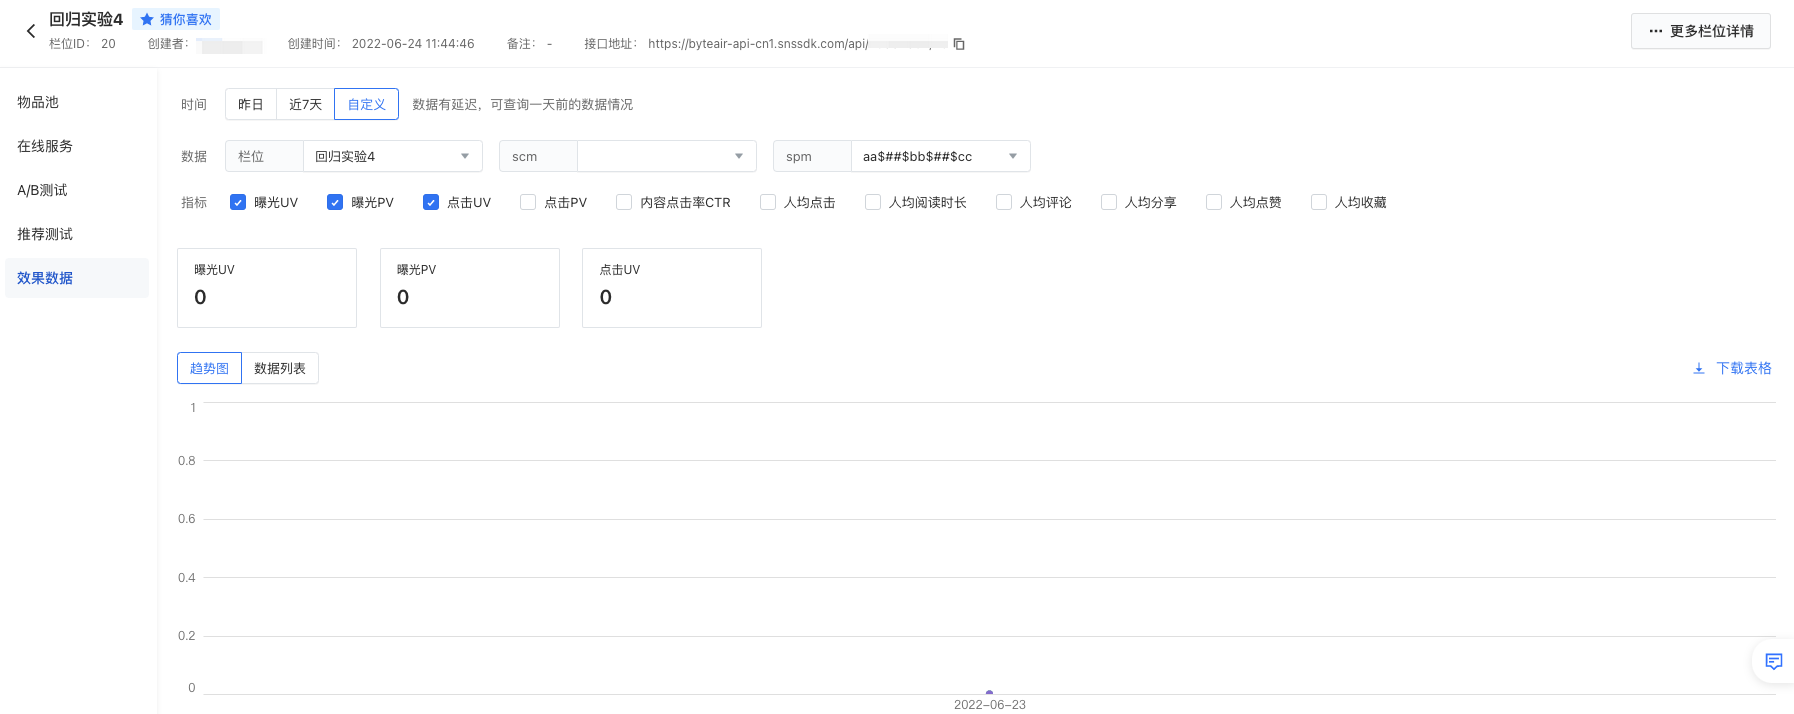 回归实验4 猜你喜欢
栏位ID： 20 创建者： 创建时间： 2022-06-24 11:44:46 备注： - 接口地址： https://byteair-api-cn1.snssdk.com/api/
更多栏位详情
物品池
在线服务
A/B测试
推荐测试
效果数据
时间 昨日 近7天 自定义 数据有延迟，可查询一天前的数据情况
数据 栏位 回归实验4 scm spm aa$##$bb$##$cc
指标 曝光UV 曝光PV 点击UV 点击PV 内容点击率CTR 人均点击 人均阅读时长 人均评论 人均分享 人均点赞 人均收藏
曝光UV 曝光PV 点击UV
0 0 0
趋势图 数据列表 下载表格
1
0.8
0.6
0.4
0.2
0
2022-06-23